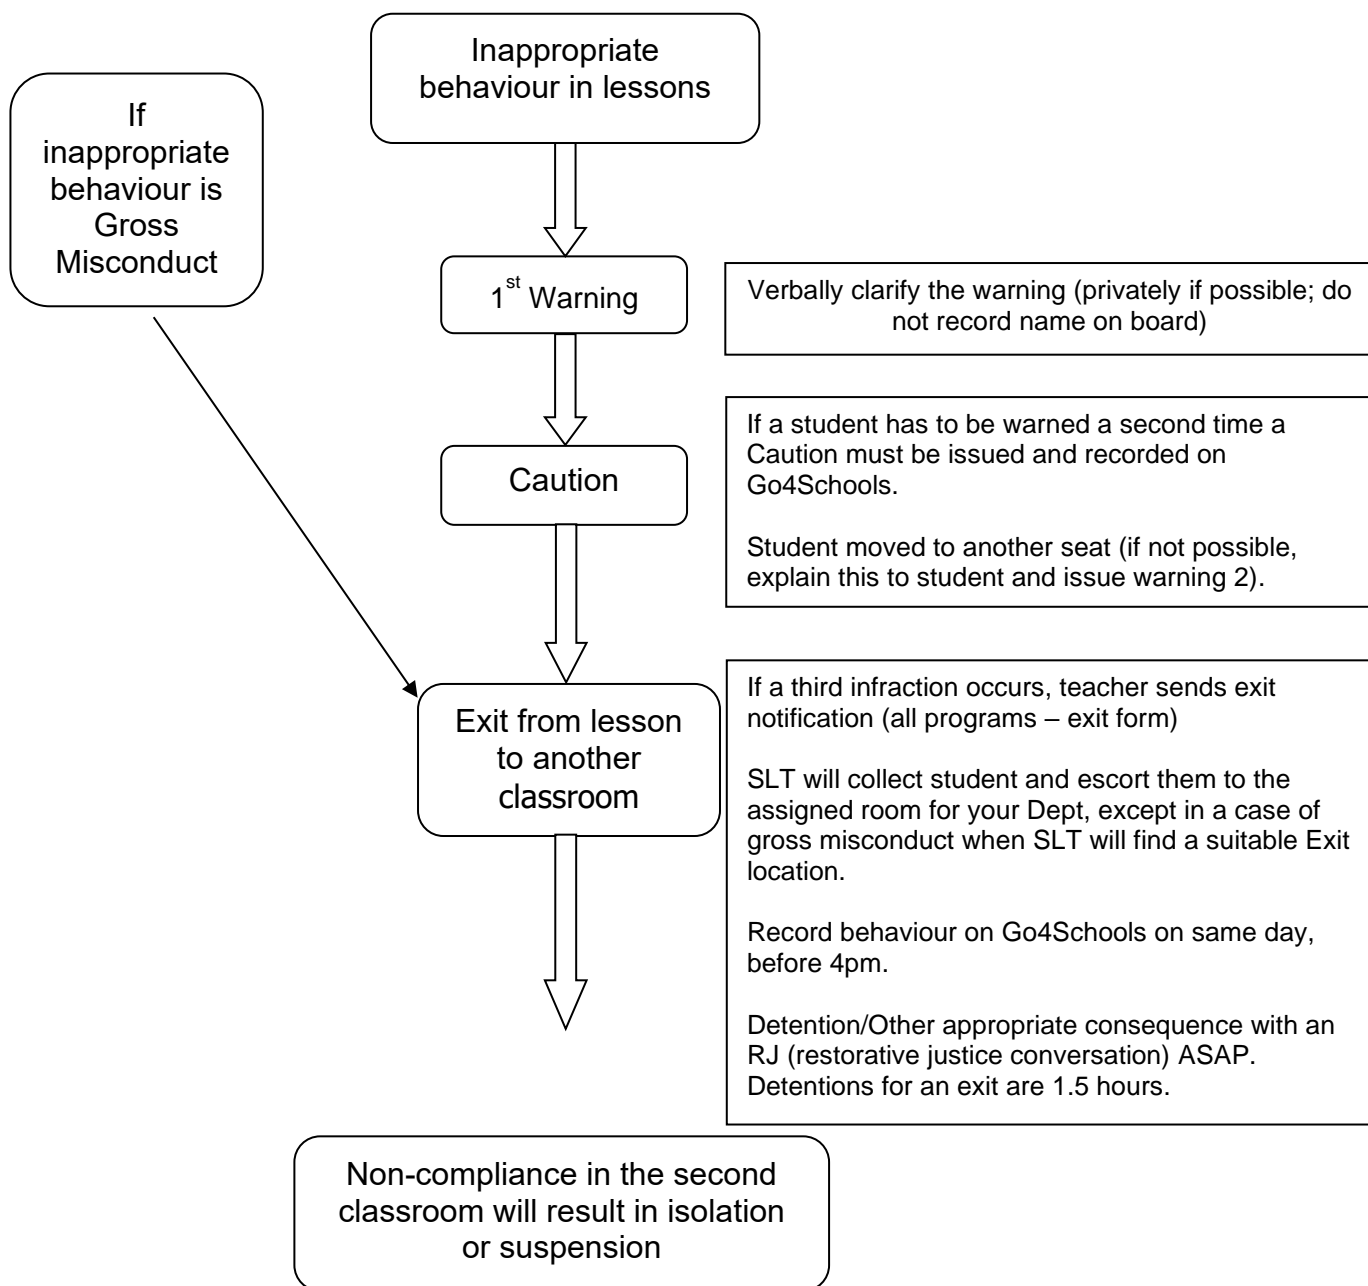 Inappropriate
behaviour in lessons
If
inappropriate
behaviour is
Gross
Misconduct
1st Warning
Verbally clarify the warning (privately if possible; do
not record name on board)
Caution
If a student has to be warned a second time a
Caution must be issued and recorded on
Go4Schools.
Student moved to another seat (if not possible,
explain this to student and issue warning 2).
Exit from lesson
to another
classroom
If a third infraction occurs, teacher sends exit
notification (all programs – exit form)
SLT will collect student and escort them to the
assigned room for your Dept, except in a case of
gross misconduct when SLT will find a suitable Exit
location.
Record behaviour on Go4Schools on same day,
before 4pm.
Detention/Other appropriate consequence with an
RJ (restorative justice conversation) ASAP.
Detentions for an exit are 1.5 hours.
Non-compliance in the second
classroom will result in isolation
or suspension